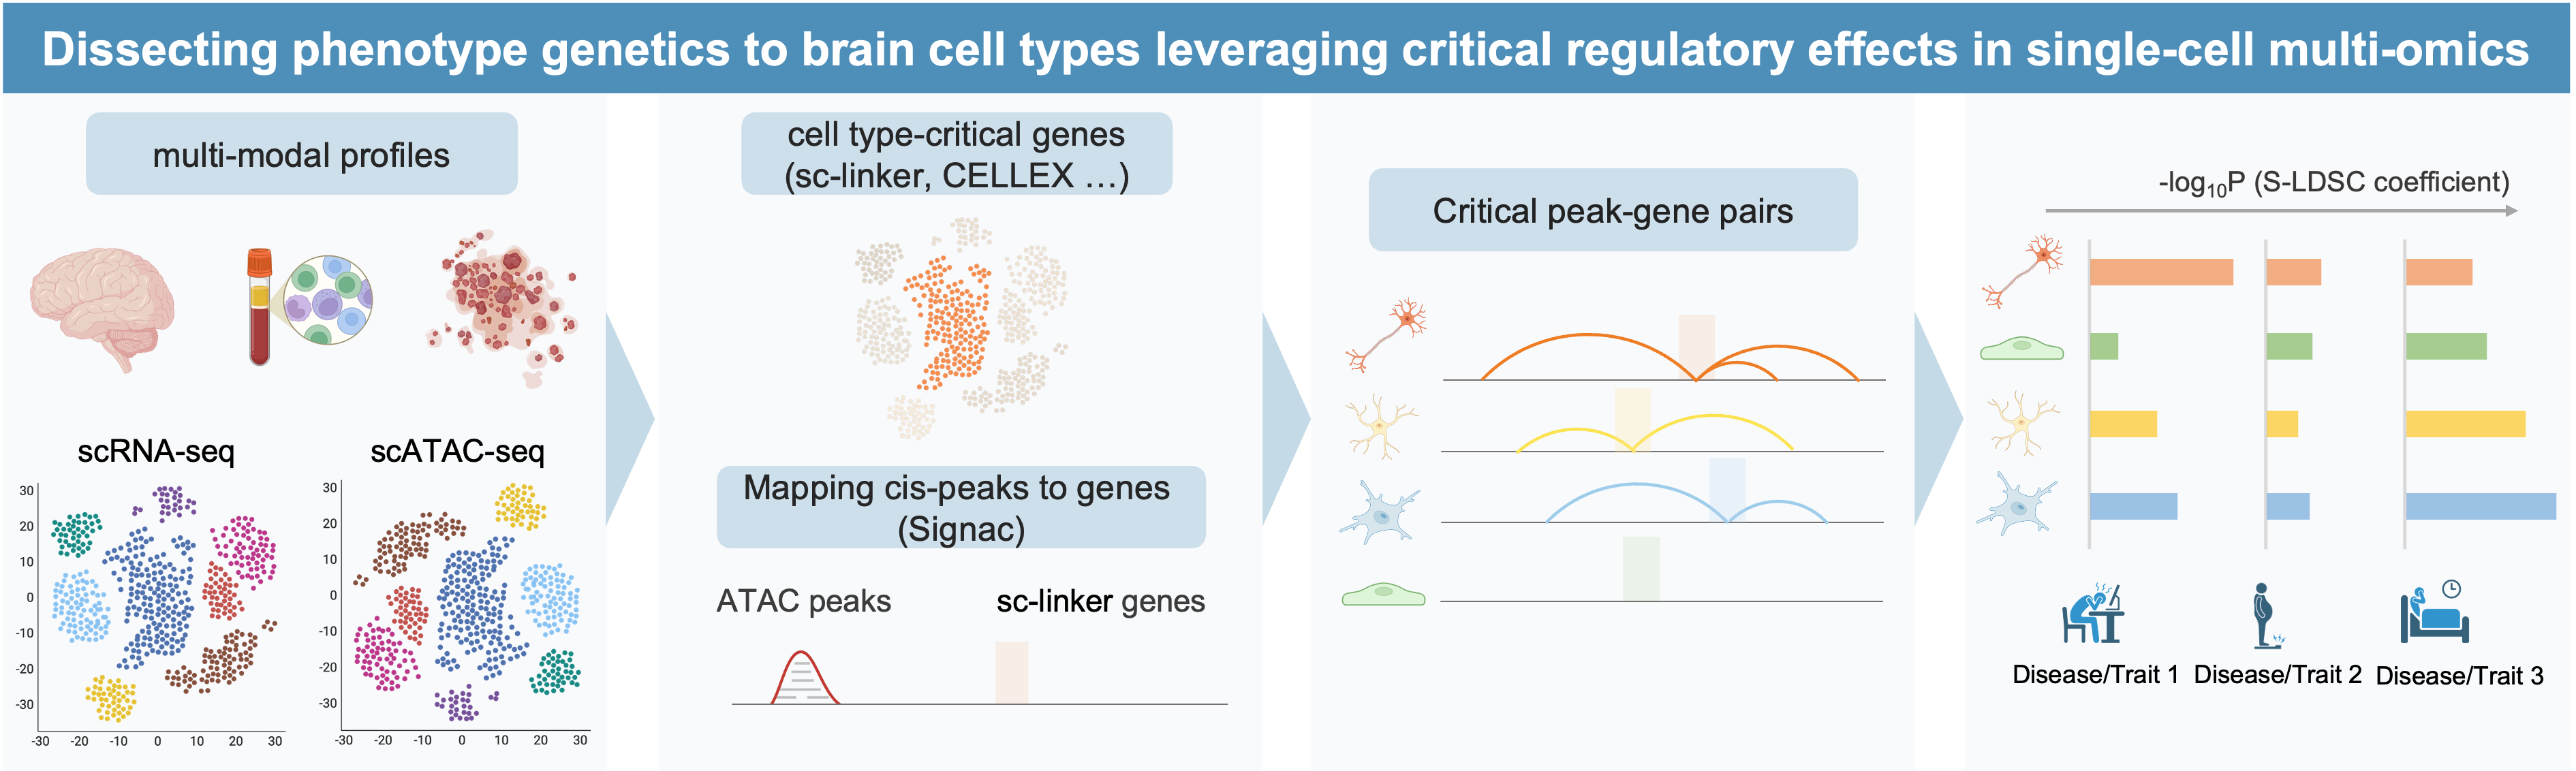 Dissecting phenotype genetics to brain cell types leveraging critical regulatory effects in single-cell multi-omics
multi-modal profiles
scRNA-seq
scATAC-seq
30
20
10
0
-10
-20
-30
-30 -20 -10 0 10 20 30
30
20
10
0
-10
-20
-30
-30 -20 -10 0 10 20 30
cell type-critical genes
(sc-linker, CELLEX …)
Mapping cis-peaks to genes
(Signac)
ATAC peaks
sc-linker genes
Critical peak-gene pairs
-log₁₀P (S-LDSC coefficient)
Disease/Trait 1
Disease/Trait 2
Disease/Trait 3